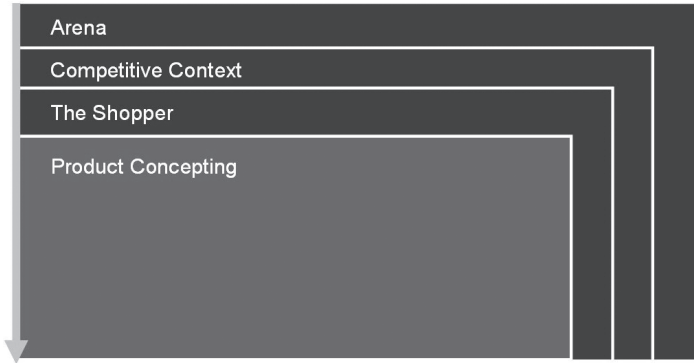 Arena
Competitive Context
The Shopper
Product Concepting